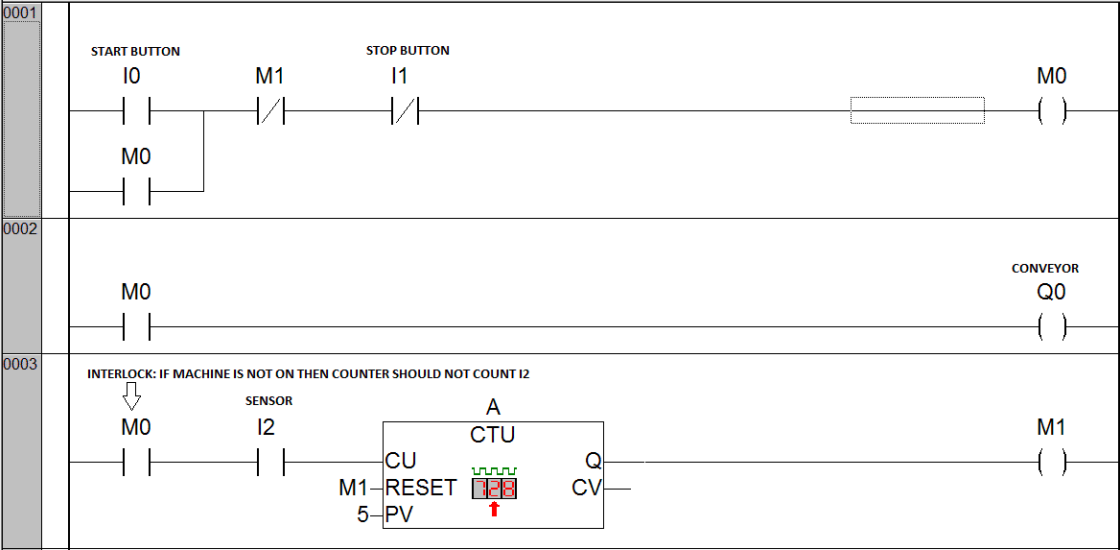 0001
START BUTTON
STOP BUTTON
I0 M1 I1 M0
M0
0002
CONVEYOR
M0 Q0
0003
INTERLOCK: IF MACHINE IS NOT ON THEN COUNTER SHOULD NOT COUNT I2
SENSOR
A
M0 I2 CTU M1
CU Q
M1 RESET 728 CV
5 PV